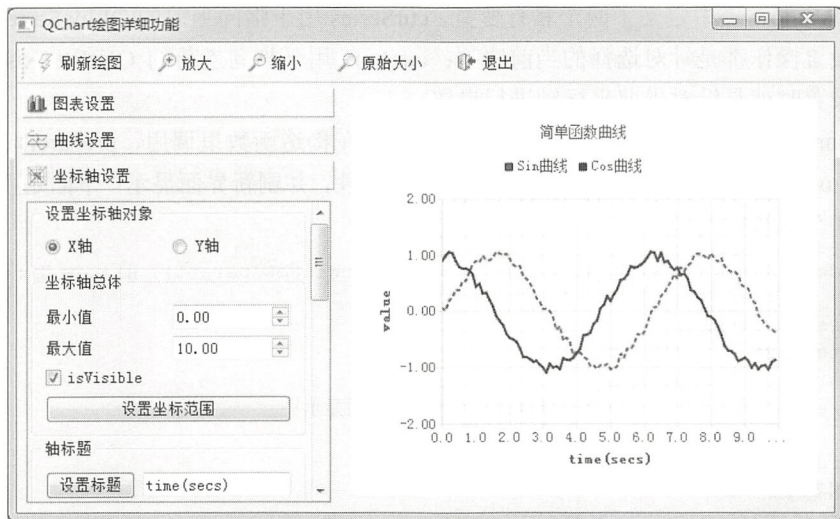 QChart绘图详细功能
刷新绘图 放大 缩小 原始大小 退出
图表设置
曲线设置
坐标轴设置
设置坐标轴对象
X轴 Y轴
坐标轴总体
最小值 0.00
最大值 10.00
isVisible
设置坐标范围
轴标题
设置标题 time(secs)
简单函数曲线
Sin曲线 Cos曲线
2.00
1.00
0.00
-1.00
-2.00
value
0.0 1.0 2.0 3.0 4.0 5.0 6.0 7.0 8.0 9.0 ...
time(secs)